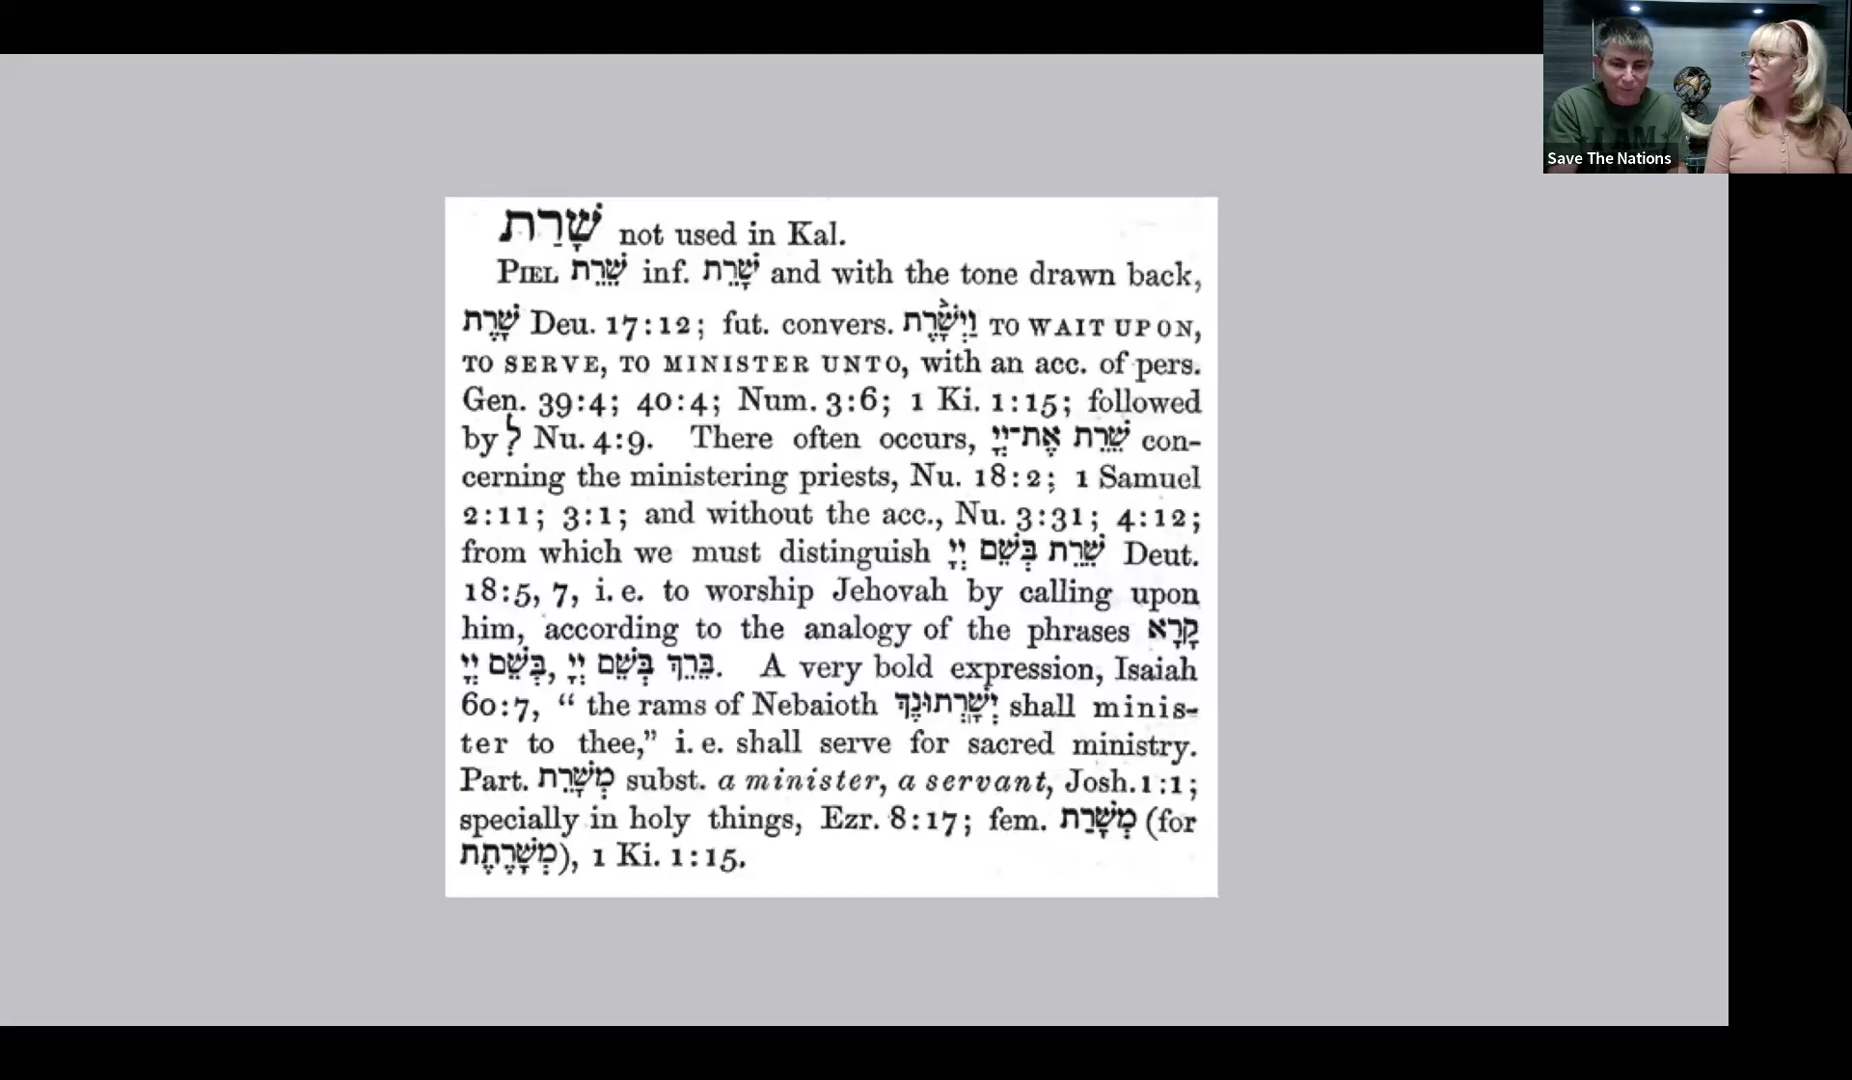 Save The Nations
שָׁרַת not used in Kal.
PIEL שֵׁרֵת inf. שָׁרֵת and with the tone drawn back,
שָׁרֶת Deu. 17:12; fut. convers. וַיְשָׁרֶת TO WAIT UPON,
TO SERVE, TO MINISTER UNTO, with an acc. of pers.
Gen. 39:4; 40:4; Num. 3:6; 1 Ki. 1:15; followed
by לְ Nu. 4:9. There often occurs, שֵׁרֵת אֶת־יְיָ con-
cerning the ministering priests, Nu. 18:2; 1 Samuel
2:11; 3:1; and without the acc., Nu. 3:31; 4:12;
from which we must distinguish שֵׁרֵת בְּשֵׁם יְיָ Deut.
18:5, 7, i. e. to worship Jehovah by calling upon
him, according to the analogy of the phrases קָרָא
בְּשֵׁם יְיָ, בֵּרֵךְ בְּשֵׁם יְיָ. A very bold expression, Isaiah
60:7, “ the rams of Nebaioth יְשָׁרְתוּנֶךְ shall minis-
ter to thee,” i. e. shall serve for sacred ministry.
Part. מְשָׁרֵת subst. a minister, a servant, Josh. 1:1;
specially in holy things, Ezr. 8:17; fem. מְשָׁרַת (for
מְשָׁרֶתֶת), 1 Ki. 1:15.